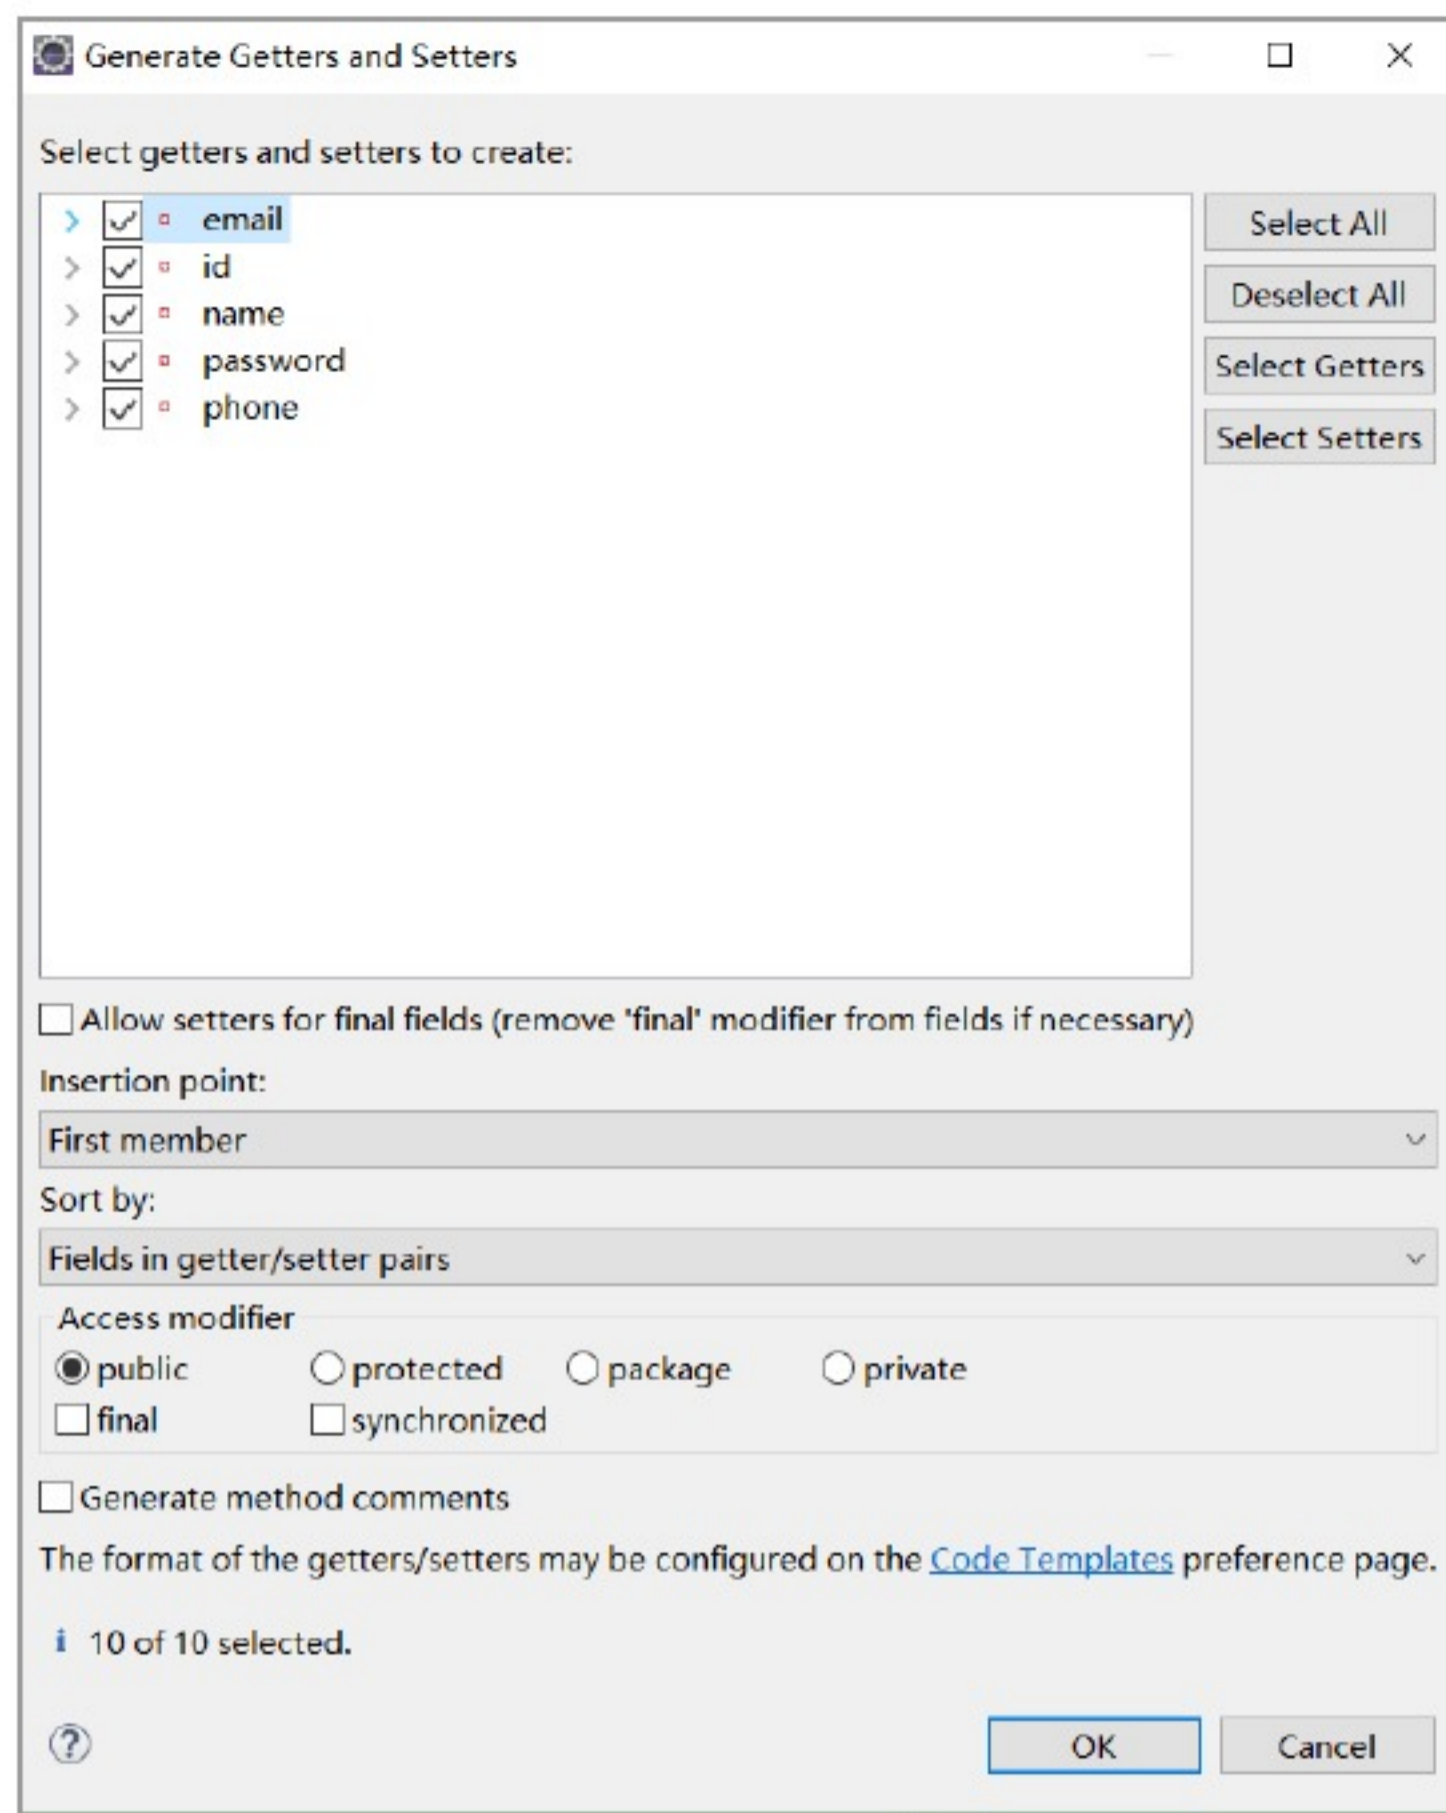 Generate Getters and Setters
Select getters and setters to create:
email
id
name
password
phone
Select All
Deselect All
Select Getters
Select Setters
Allow setters for final fields (remove 'final' modifier from fields if necessary)
Insertion point:
First member
Sort by:
Fields in getter/setter pairs
Access modifier
public protected package private
final synchronized
Generate method comments
The format of the getters/setters may be configured on the Code Templates preference page.
i 10 of 10 selected.
? OK Cancel